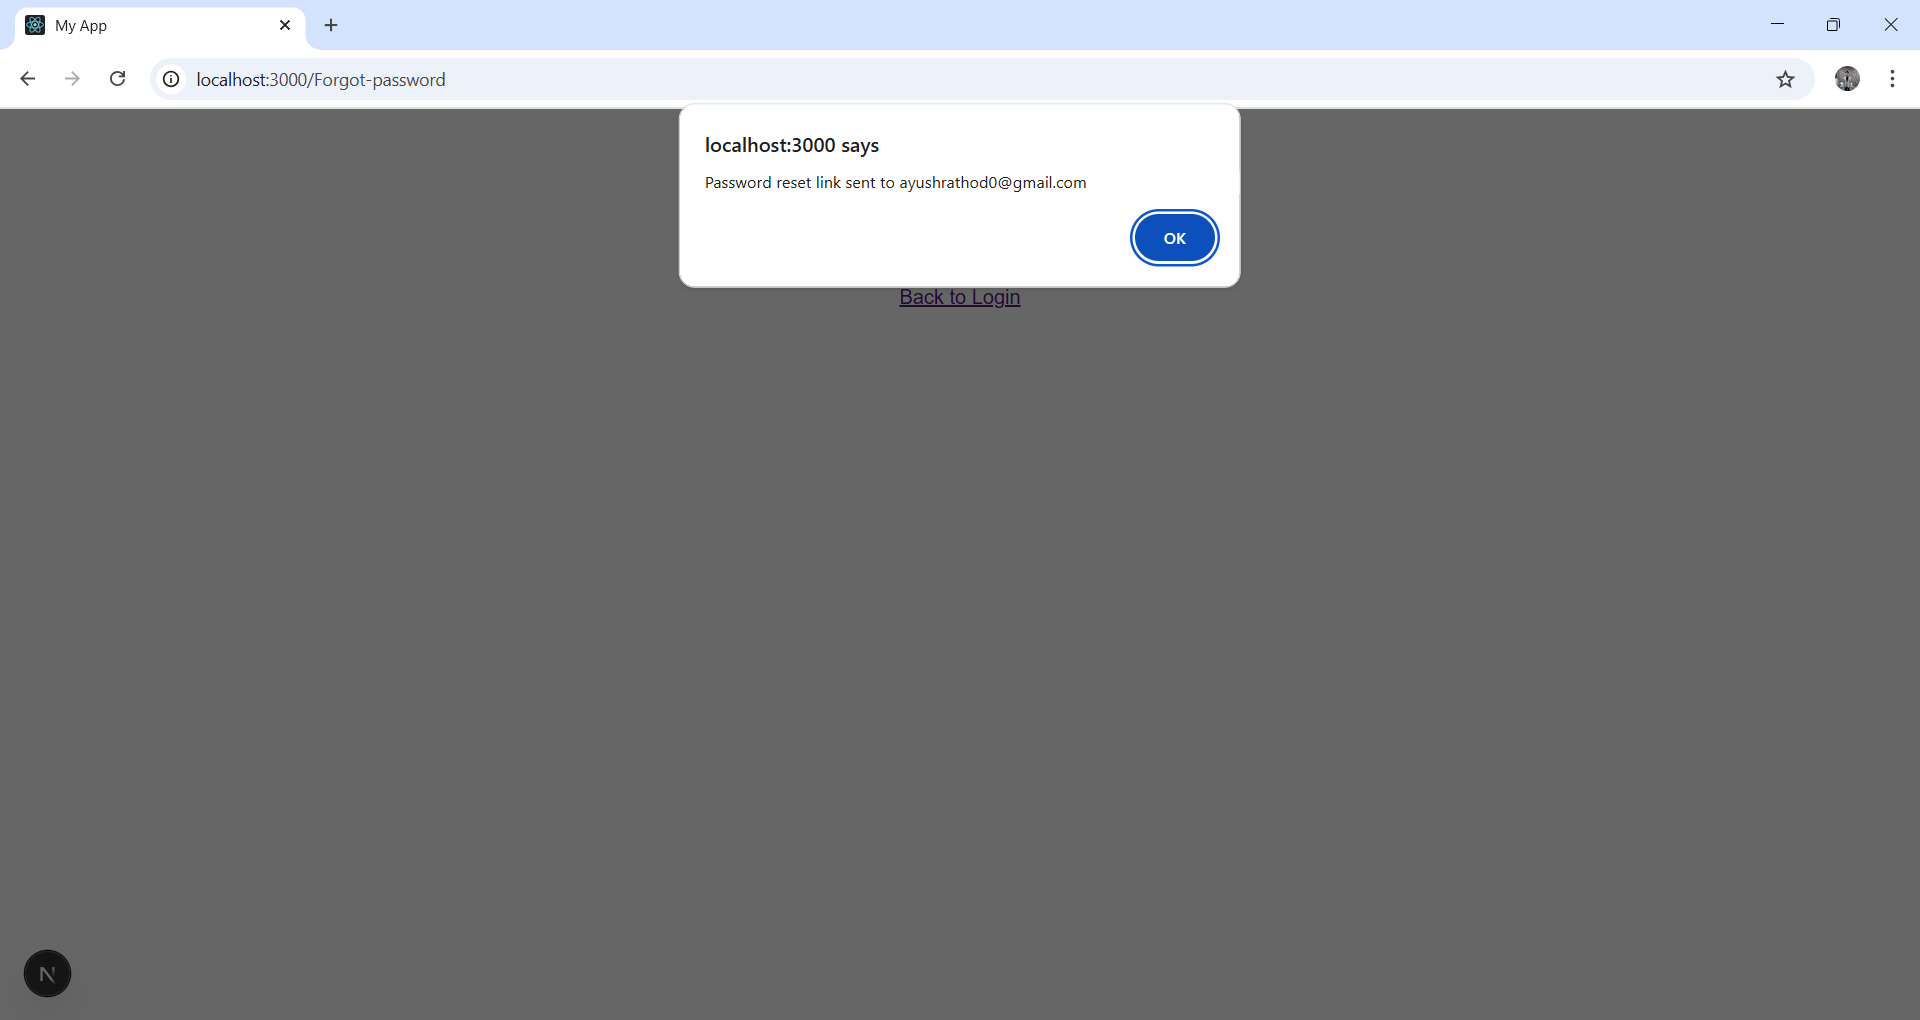 My App
localhost:3000/Forgot-password
localhost:3000 says
Password reset link sent to ayushrathod0@gmail.com
OK
Back to Login
N